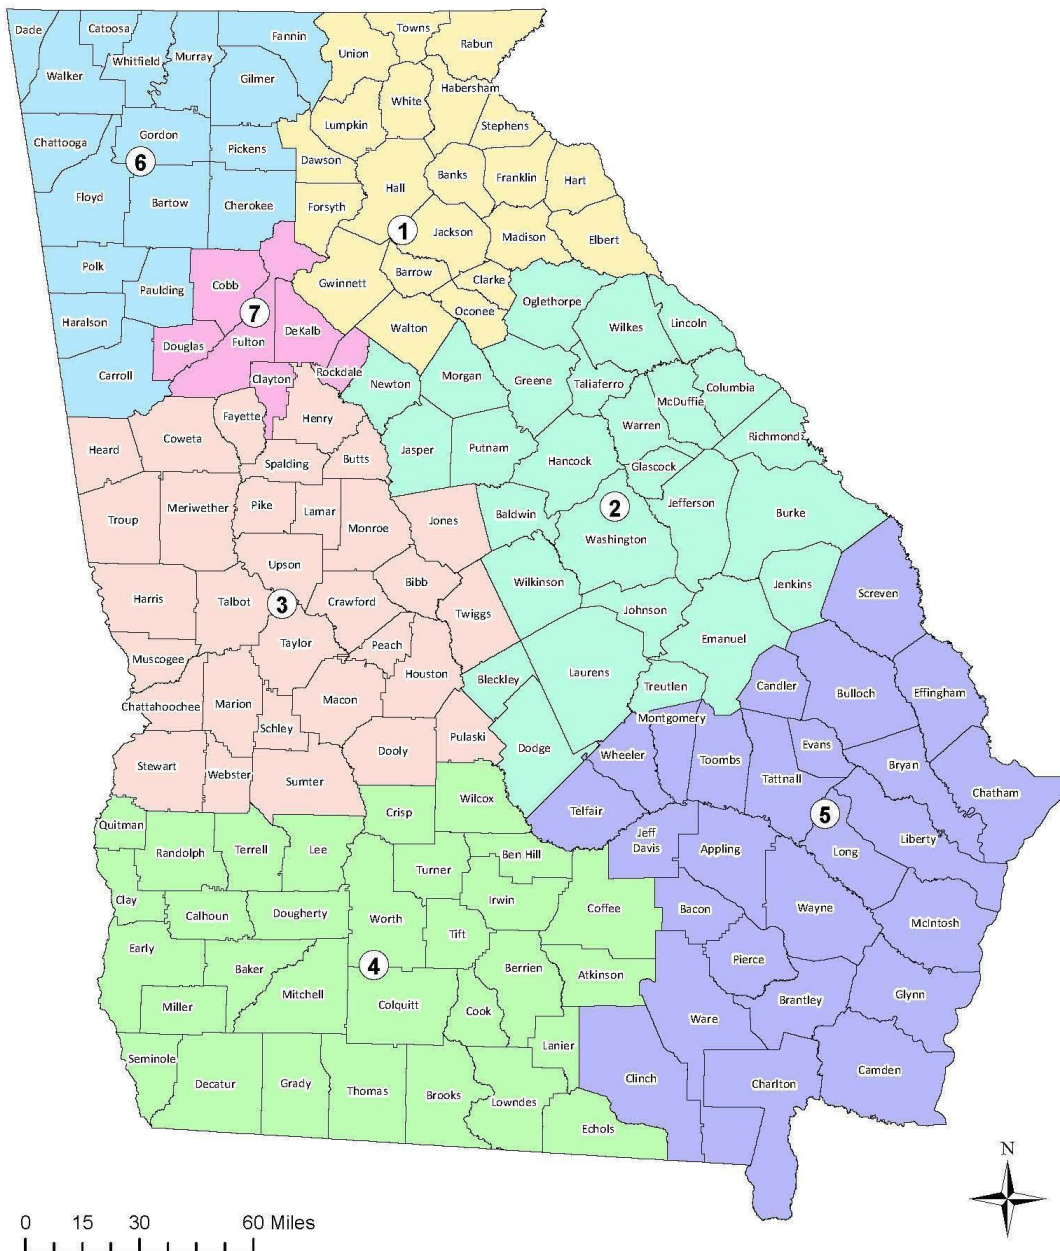 Dade
Catoosa
Fannin
Towns
Rabun
Union
Whitfield
Murray
Walker
Gilmer
Habersham
White
Lumpkin
Stephens
Gordon
Chattooga
Pickens
6
Dawson
Banks
Franklin
Hart
Hall
Floyd
Bartow
Cherokee
Forsyth
1
Jackson
Madison
Elbert
Polk
Paulding
Cobb
Gwinnett
Barrow
Clarke
Oglethorpe
Oconee
7
Haralson
Walton
Wilkes
Lincoln
DeKalb
Douglas
Fulton
Carroll
Clayton
Rockdale
Newton
Morgan
Greene
Taliaferro
Columbia
McDuffie
Fayette
Henry
Warren
Richmond
Coweta
Heard
Spalding
Butts
Jasper
Putnam
Hancock
Glascock
Troup
Meriwether
Pike
Lamar
Monroe
Jones
Baldwin
2
Jefferson
Burke
Washington
Upson
Bibb
Wilkinson
Jenkins
Screven
Harris
Talbot
3
Crawford
Twiggs
Johnson
Emanuel
Taylor
Peach
Muscogee
Houston
Bleckley
Laurens
Treutlen
Candler
Bulloch
Effingham
Chattahoochee
Marion
Macon
Schley
Montgomery
Pulaski
Dooly
Dodge
Wheeler
Evans
Toombs
Bryan
Stewart
Webster
Sumter
Tattnall
Chatham
Wilcox
Crisp
Telfair
5
Quitman
Jeff
Davis
Appling
Liberty
Randolph
Terrell
Lee
Ben Hill
Long
Turner
Clay
Calhoun
Dougherty
Worth
Irwin
Coffee
Bacon
Wayne
McIntosh
Tift
Early
Baker
4
Berrien
Atkinson
Pierce
Miller
Mitchell
Colquitt
Cook
Brantley
Glynn
Ware
Lanier
Seminole
Decatur
Grady
Thomas
Brooks
Lowndes
Clinch
Charlton
Camden
Echols
N
0 15 30 60 Miles